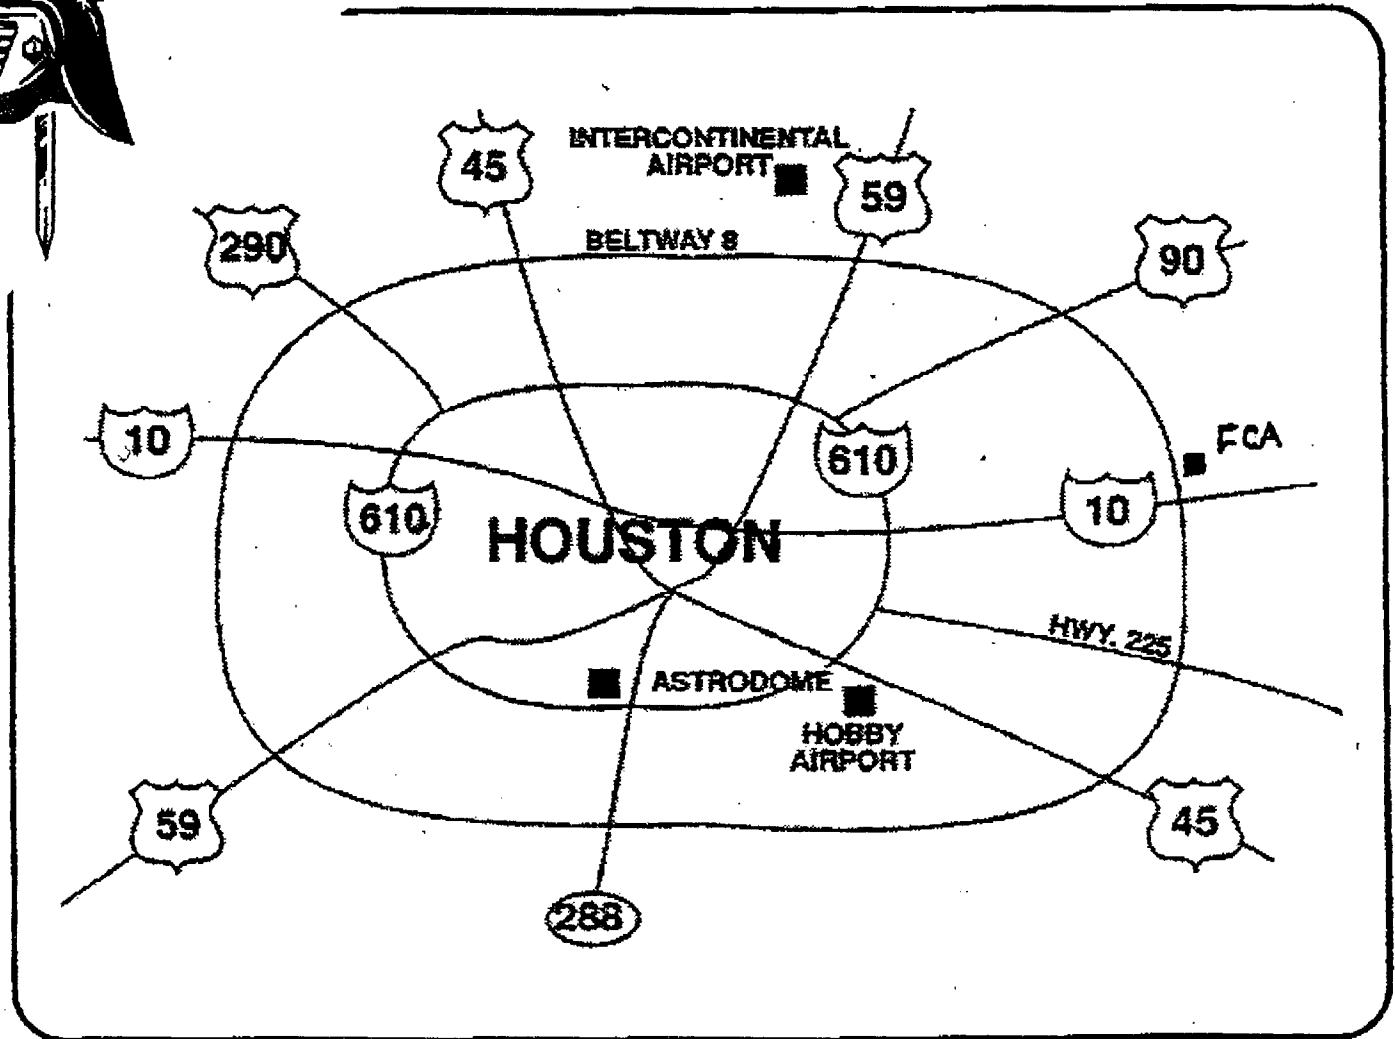 45
INTERCONTINENTAL
AIRPORT
59
290
BELTWAY 8
90
10
610
FCA
610
HOUSTON
10
HWY. 225
ASTRODOME
HOBBY
AIRPORT
59
45
288